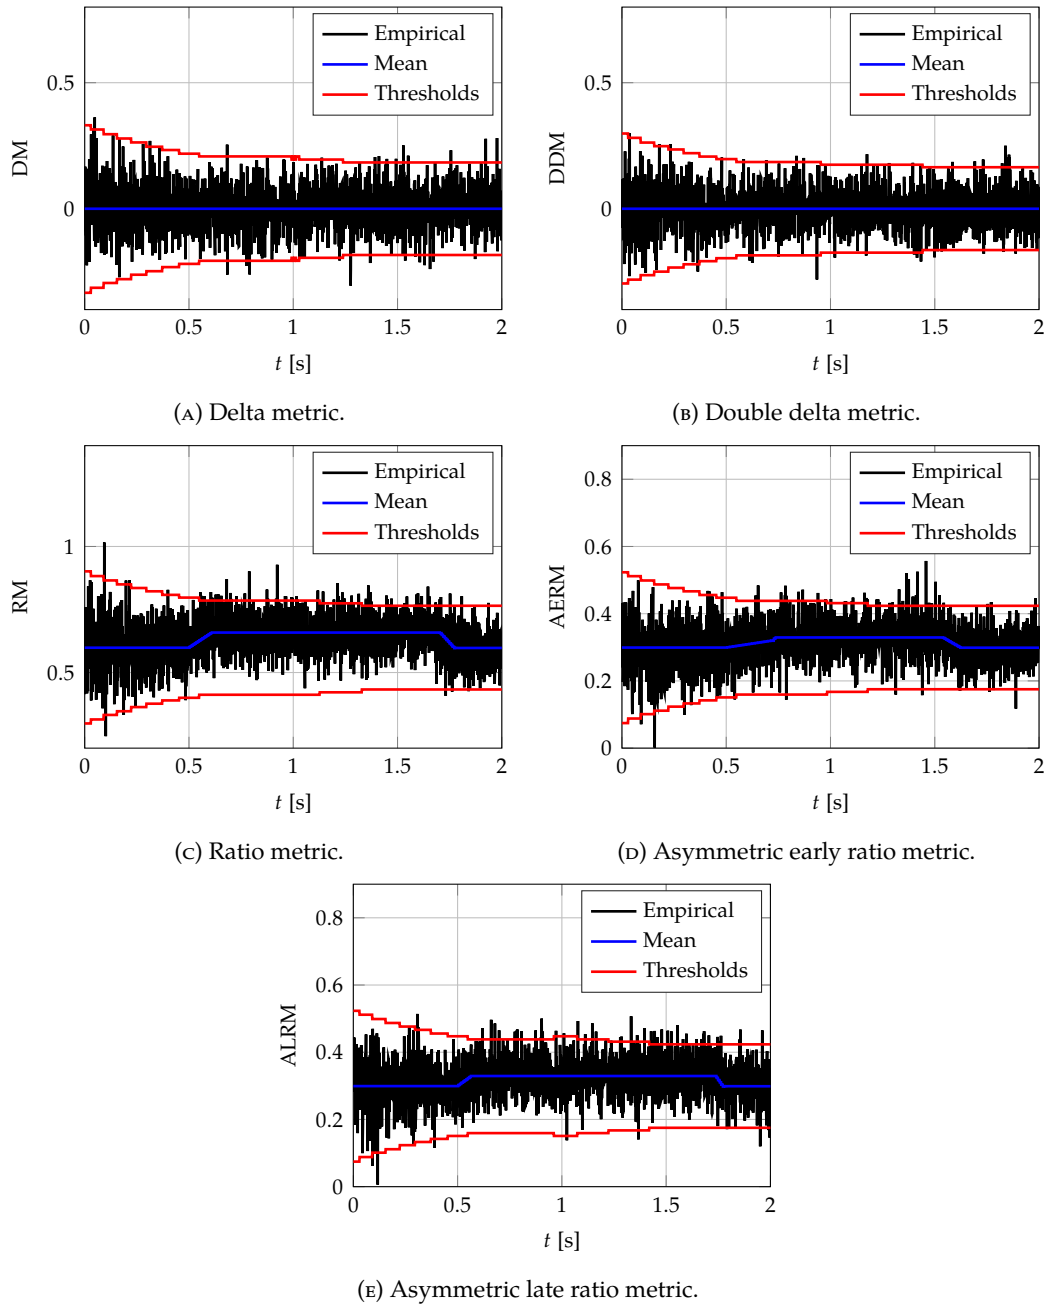 Empirical
Mean
Thresholds
0.5
0
DM
0 0.5 1 1.5 2
t [s]
(A) Delta metric.
Empirical
Mean
Thresholds
0.5
0
DDM
0 0.5 1 1.5 2
t [s]
(B) Double delta metric.
Empirical
Mean
Thresholds
1
0.5
RM
0 0.5 1 1.5 2
t [s]
(C) Ratio metric.
Empirical
Mean
Thresholds
0.8
0.6
0.4
0.2
0
AERM
0 0.5 1 1.5 2
t [s]
(D) Asymmetric early ratio metric.
Empirical
Mean
Thresholds
0.8
0.6
0.4
0.2
0
ALRM
0 0.5 1 1.5 2
t [s]
(E) Asymmetric late ratio metric.